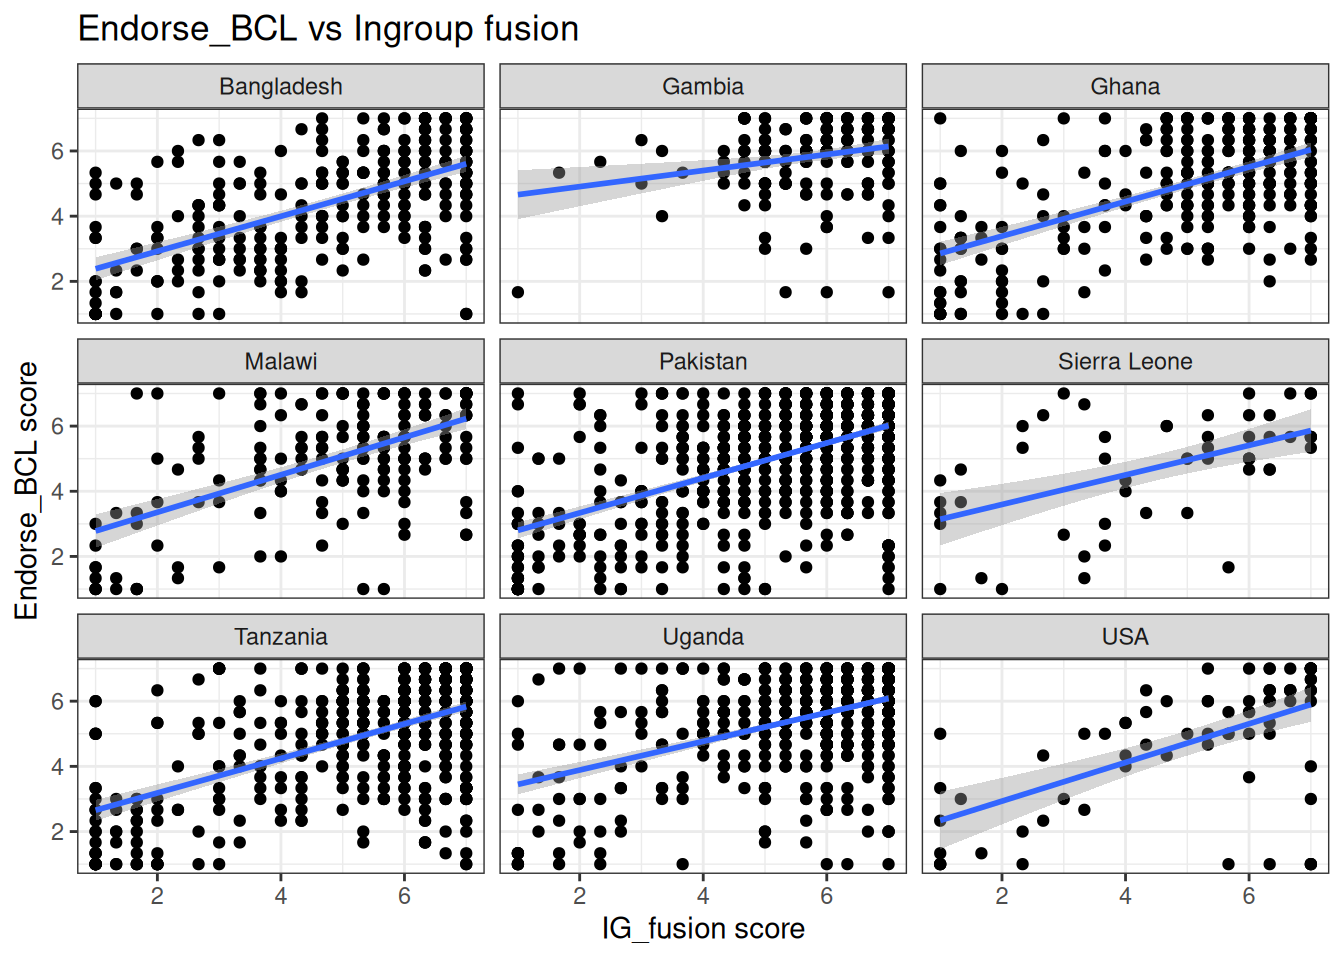 Endorse_BCL vs Ingroup fusion
Bangladesh
Gambia
Ghana
6
4
2
Malawi
Pakistan
Sierra Leone
6
4
2
Endorse_BCL score
Tanzania
Uganda
USA
6
4
2
2 4 6
2 4 6
2 4 6
IG_fusion score